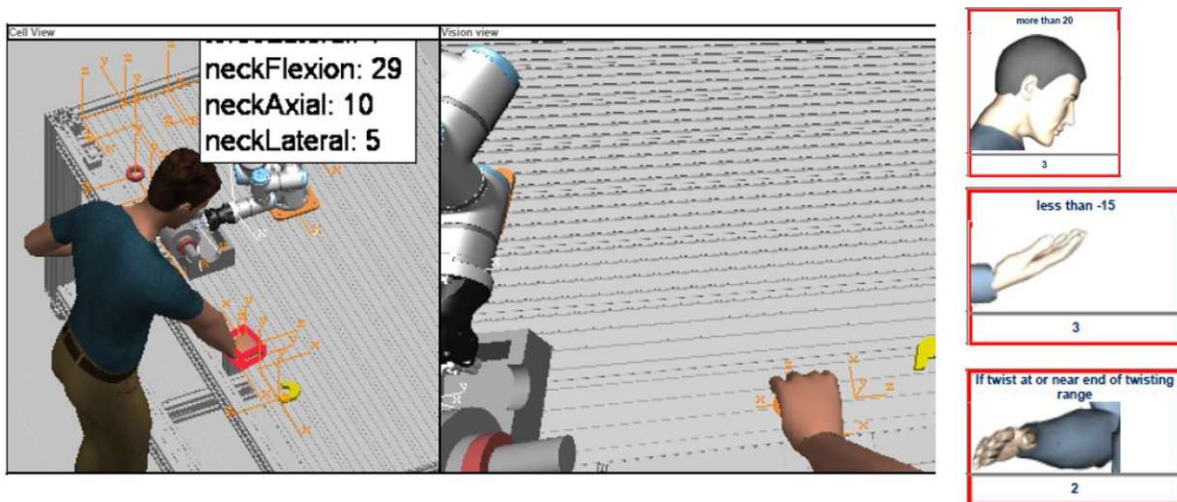 Cell View
neckFlexion: 29
neckAxial: 10
neckLateral: 5
Vision view
more than 20
3
less than -15
3
If twist at or near end of twisting
range
2